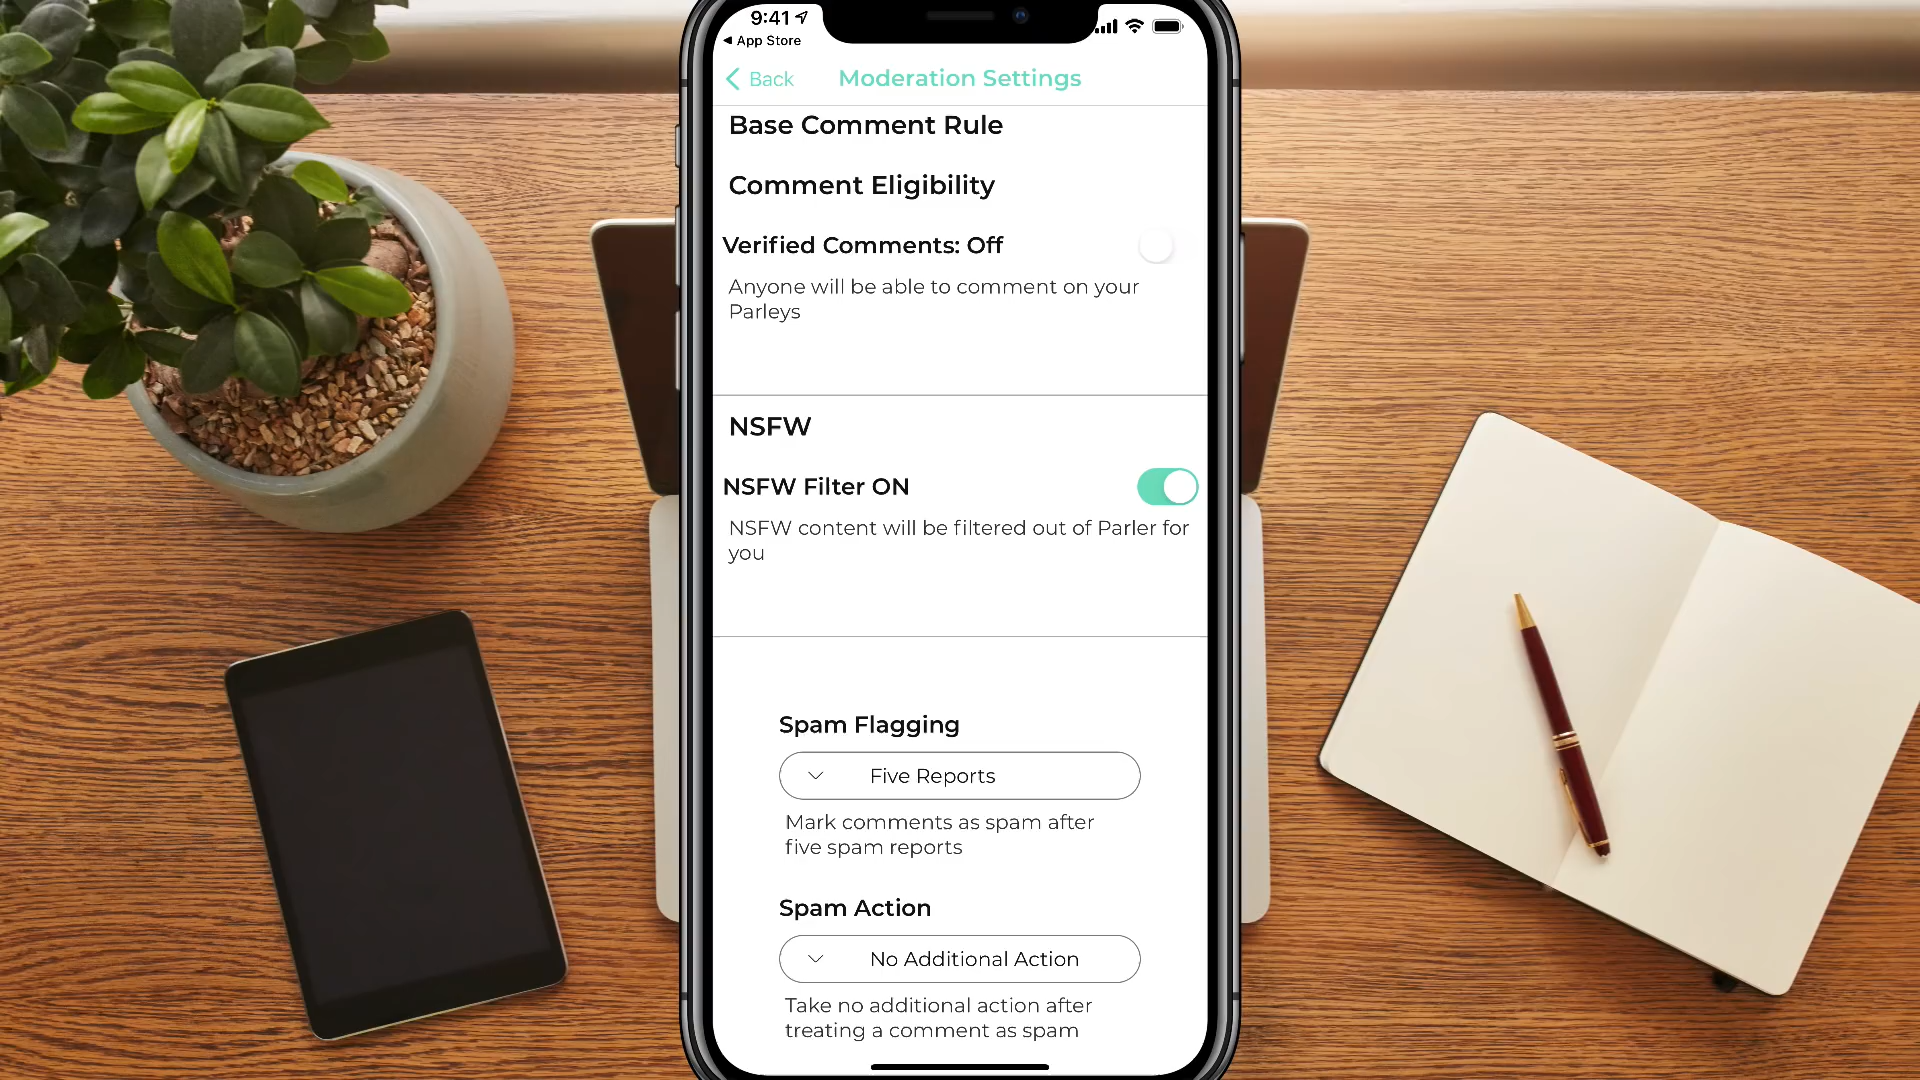 9:41
App Store
Back
Moderation Settings
Base Comment Rule
Comment Eligibility
Verified Comments: Off
Anyone will be able to comment on your
Parleys
NSFW
NSFW Filter ON
NSFW content will be filtered out of Parler for
you
Spam Flagging
Five Reports
Mark comments as spam after
five spam reports
Spam Action
No Additional Action
Take no additional action after
treating a comment as spam